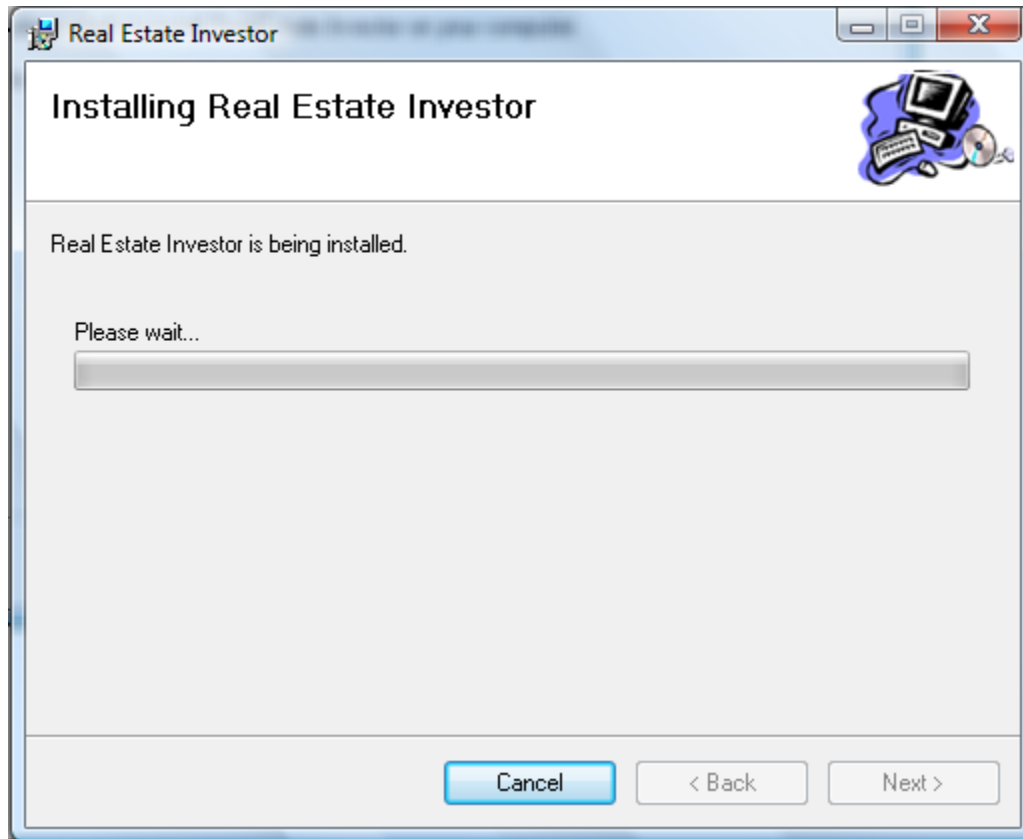 Real Estate Investor
Installing Real Estate Investor
Real Estate Investor is being installed.
Please wait...
Cancel
< Back
Next >